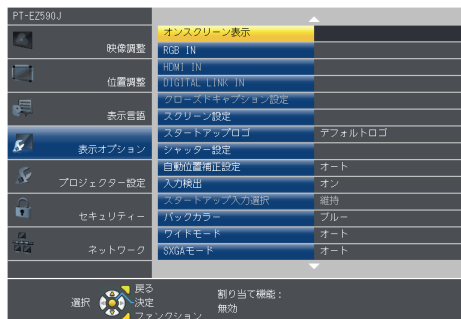 PT-EZ590J
映像調整
位置調整
表示言語
表示オプション
プロジェクター設定
セキュリティー
ネットワーク
オンスクリーン表示
RGB IN
HDMI IN
DIGITAL LINK IN
クローズドキャプション設定
スクリーン設定
スタートアップロゴ デフォルトロゴ
シャッター設定
自動位置補正設定 オート
入力検出 オン
スタートアップ入力選択 維持
バックカラー ブルー
ワイドモード オート
SXGAモード オート
選択
戻る
決定
ファンクション
割り当て機能：
無効